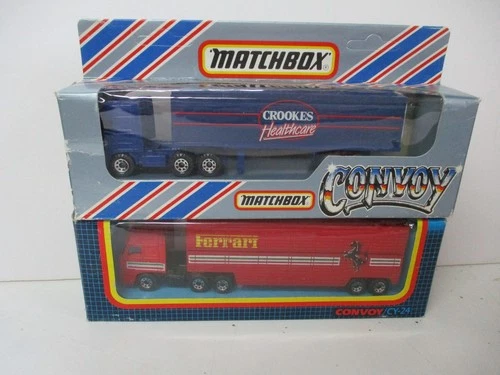 MATCHBOX
CROOKES
Healthcare
MATCHBOX
CONVOY
Ferrari
CONVOY/CY-24